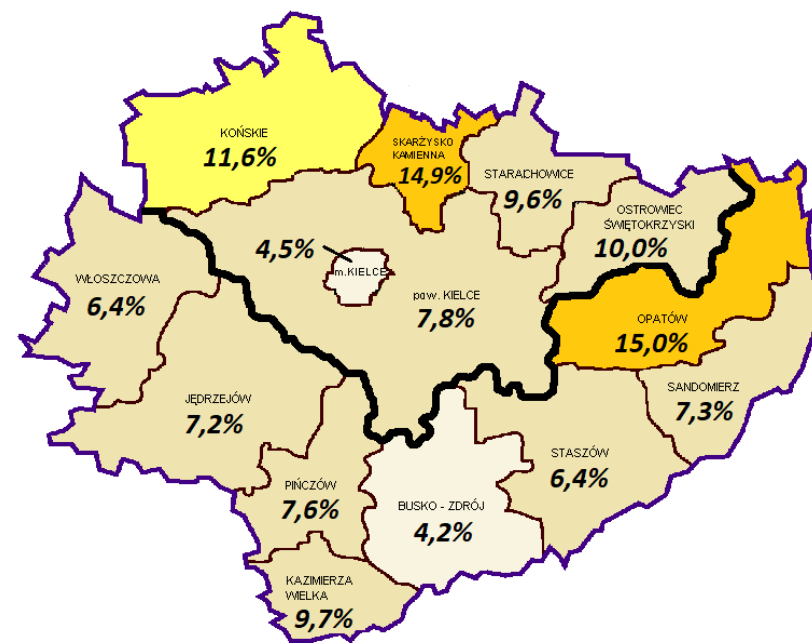 KOŃSKIE
11,6%
SKARŻYSKO
KAMIENNA
14,9%
STARACHOWICE
9,6%
OSTROWIEC
ŚWIĘTOKRZYSKI
10,0%
4,5%
m.KIELCE
pow. KIELCE
7,8%
WŁOSZCZOWA
6,4%
OPATÓW
15,0%
JĘDRZEJÓW
7,2%
SANDOMIERZ
7,3%
STASZÓW
6,4%
PIŃCZÓW
7,6%
BUSKO - ZDRÓJ
4,2%
KAZIMIERZA
WIELKA
9,7%